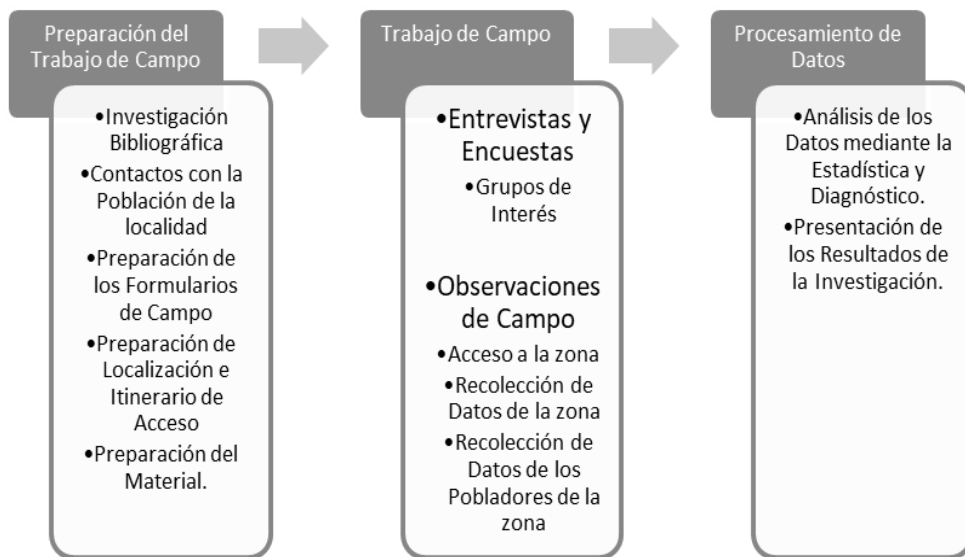 Preparación del
Trabajo de Campo
•Investigación
Bibliográfica
•Contactos con la
Población de la
localidad
•Preparación de
los Formularios
de Campo
•Preparación de
Localización e
Itinerario de
Acceso
•Preparación del
Material.
Trabajo de Campo
•Entrevistas y
Encuestas
•Grupos de
Interés
•Observaciones
de Campo
•Acceso a la zona
•Recolección de
Datos de la zona
•Recolección de
Datos de los
Pobladores de la
zona
Procesamiento de
Datos
•Análisis de los
Datos mediante la
Estadística y
Diagnóstico.
•Presentación de
los Resultados de
la Investigación.